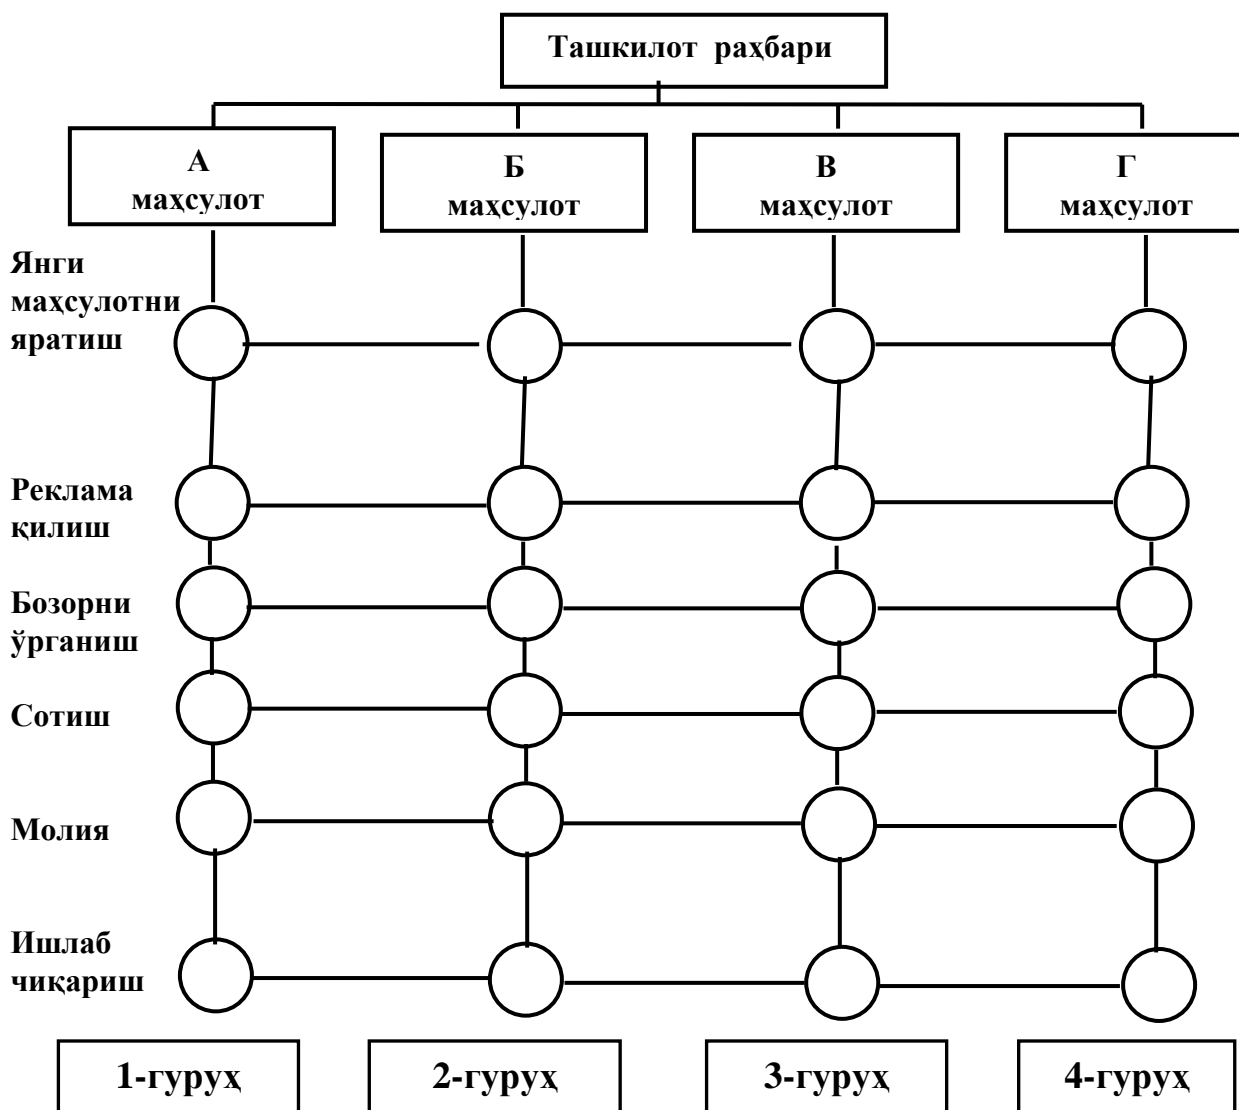 Ташкилот раҳбари
А
маҳсулот
Б
маҳсулот
В
маҳсулот
Г
маҳсулот
Янги
маҳсулотни
яратиш
Реклама
қилиш
Бозорни
ўрганиш
Сотиш
Молия
Ишлаб
чиқариш
1-гуруҳ
2-гуруҳ
3-гуруҳ
4-гуруҳ